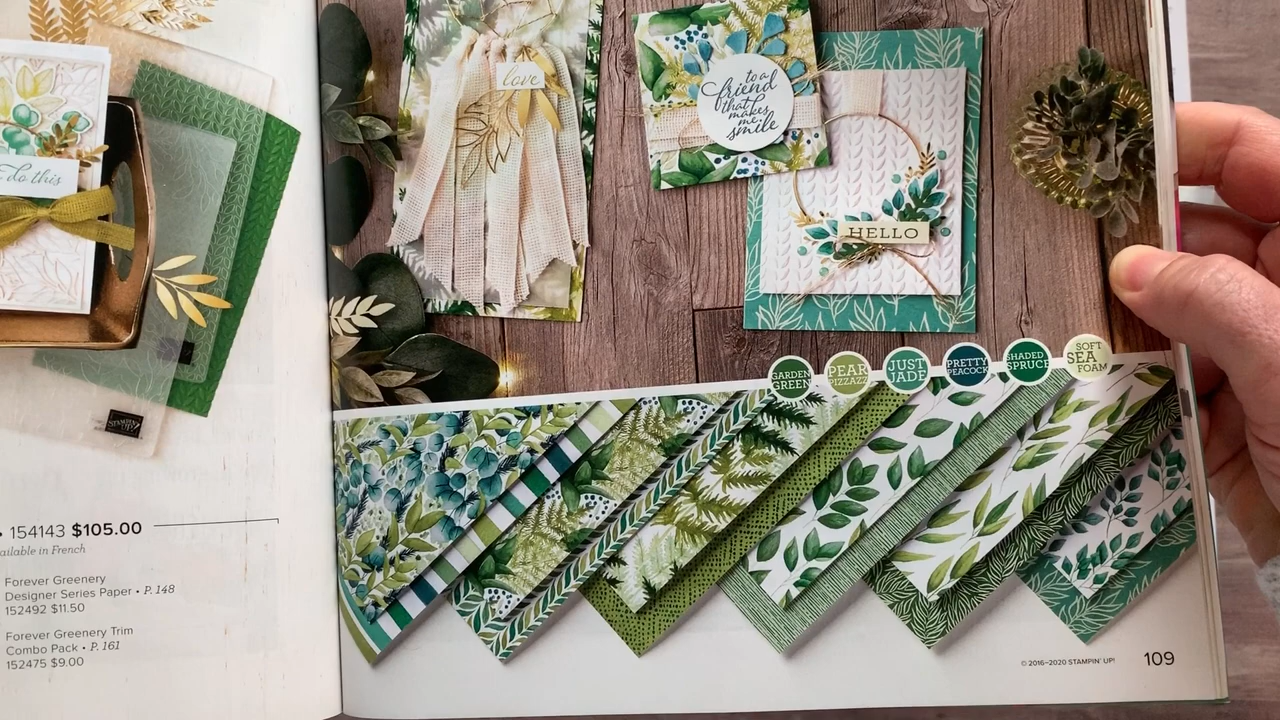 do this
STAMPIN' UP!
154143 $105.00
ailable in French
Forever Greenery
Designer Series Paper • P. 148
152492 $11.50
Forever Greenery Trim
Combo Pack • P. 161
152475 $9.00
love
to a
friend
that
makes
me
smile
HELLO
GARDEN
GREEN
PEAR
PIZZAZZ
JUST
JADE
PRETTY
PEACOCK
SHADED
SPRUCE
SOFT
SEA
FOAM
© 2016–2020 STAMPIN' UP!
109